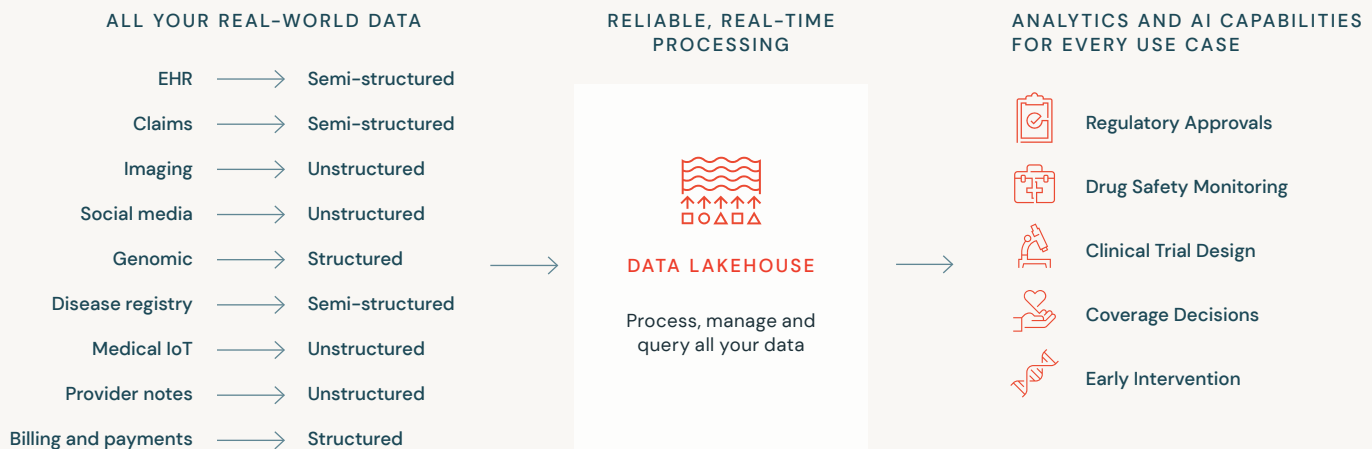 ALL YOUR REAL-WORLD DATA
EHR Semi-structured
Claims Semi-structured
Imaging Unstructured
Social media Unstructured
Genomic Structured
Disease registry Semi-structured
Medical IoT Unstructured
Provider notes Unstructured
Billing and payments Structured
RELIABLE, REAL-TIME
PROCESSING
DATA LAKEHOUSE
Process, manage and
query all your data
ANALYTICS AND AI CAPABILITIES
FOR EVERY USE CASE
Regulatory Approvals
Drug Safety Monitoring
Clinical Trial Design
Coverage Decisions
Early Intervention